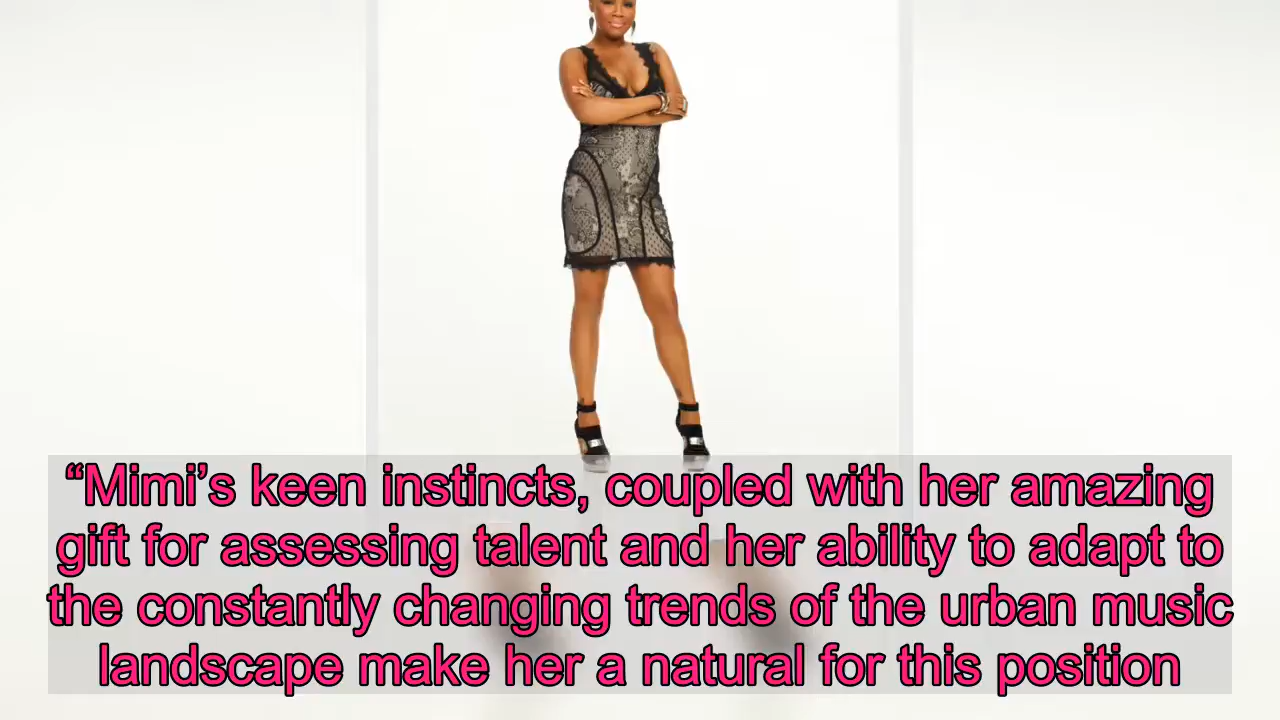 “Mimi’s keen instincts, coupled with her amazing
gift for assessing talent and her ability to adapt to
the constantly changing trends of the urban music
landscape make her a natural for this position